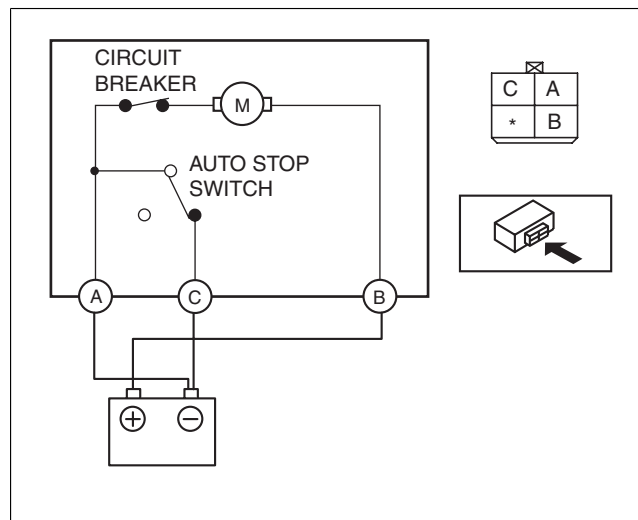 CIRCUIT
BREAKER
M
C A
* B
AUTO STOP
SWITCH
A C B
+ −